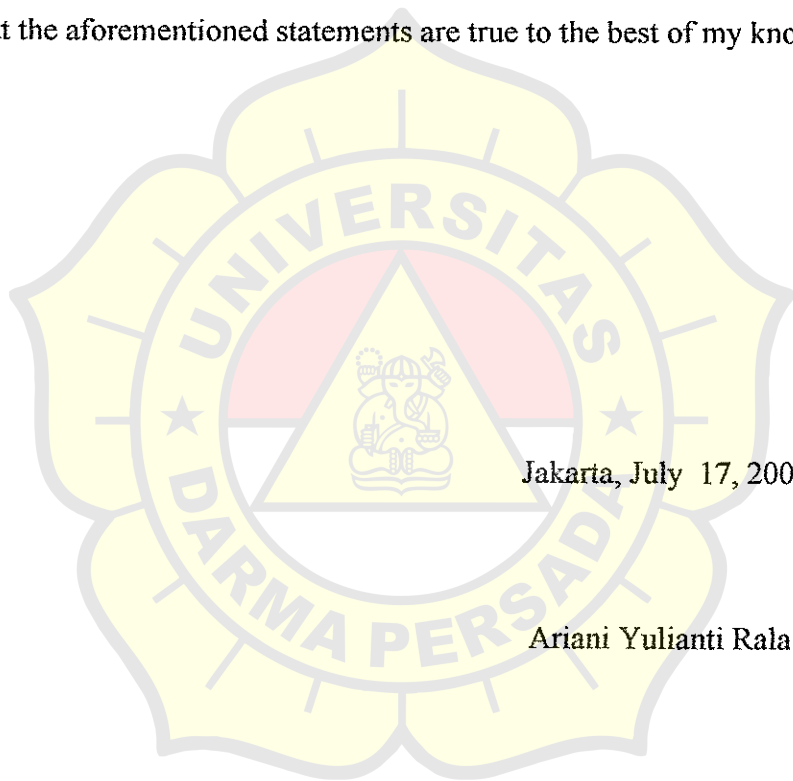 t the aforementioned statements are true to the best of my kno
UNIVERSITAS
Jakarta, July 17, 200
DARMA PERSADA
Ariani Yulianti Rala